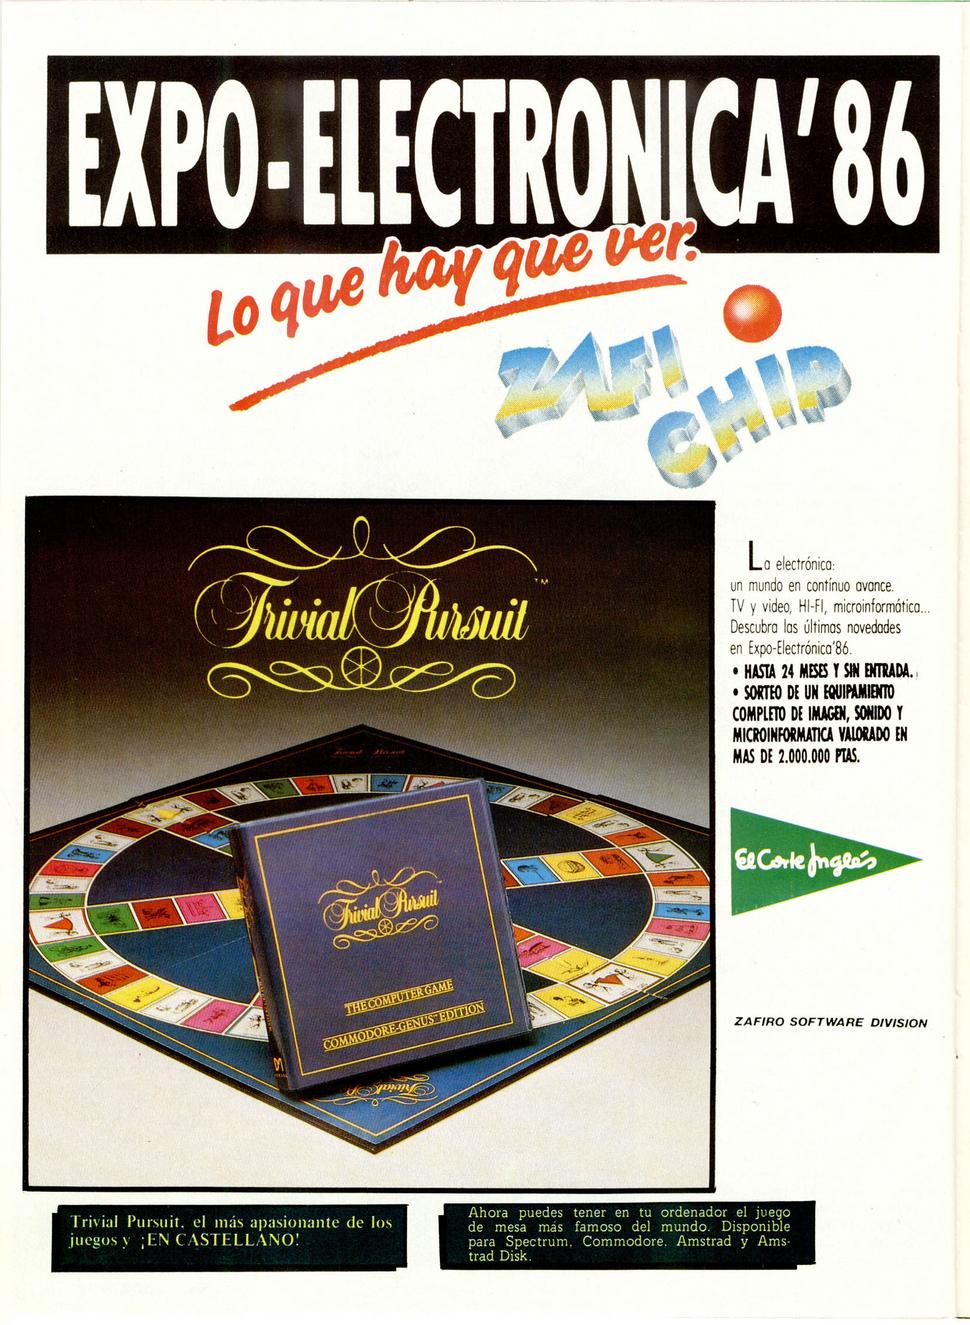 EXPO-ELECTRONICA'86
Lo que hay que ver.
ZAFI
CHIP
Trivial Pursuit
™
La electrónica:
un mundo en contínuo avance.
TV y video, HI-FI, microinformática...
Descubra las últimas novedades
en Expo-Electrónica'86.
• HASTA 24 MESES Y SIN ENTRADA.
• SORTEO DE UN EQUIPAMIENTO
COMPLETO DE IMAGEN, SONIDO Y
MICROINFORMATICA VALORADO EN
MAS DE 2.000.000 PTAS.
Trivial Pursuit
El Corte Inglés
Trivial Pursuit
THE COMPUTER GAME
COMMODORE-GENUS™ EDITION
ZAFIRO SOFTWARE DIVISION
Trivial Pursuit, el más apasionante de los
juegos y ¡EN CASTELLANO!
Ahora puedes tener en tu ordenador el juego
de mesa más famoso del mundo. Disponible
para Spectrum, Commodore, Amstrad y Ams-
trad Disk.